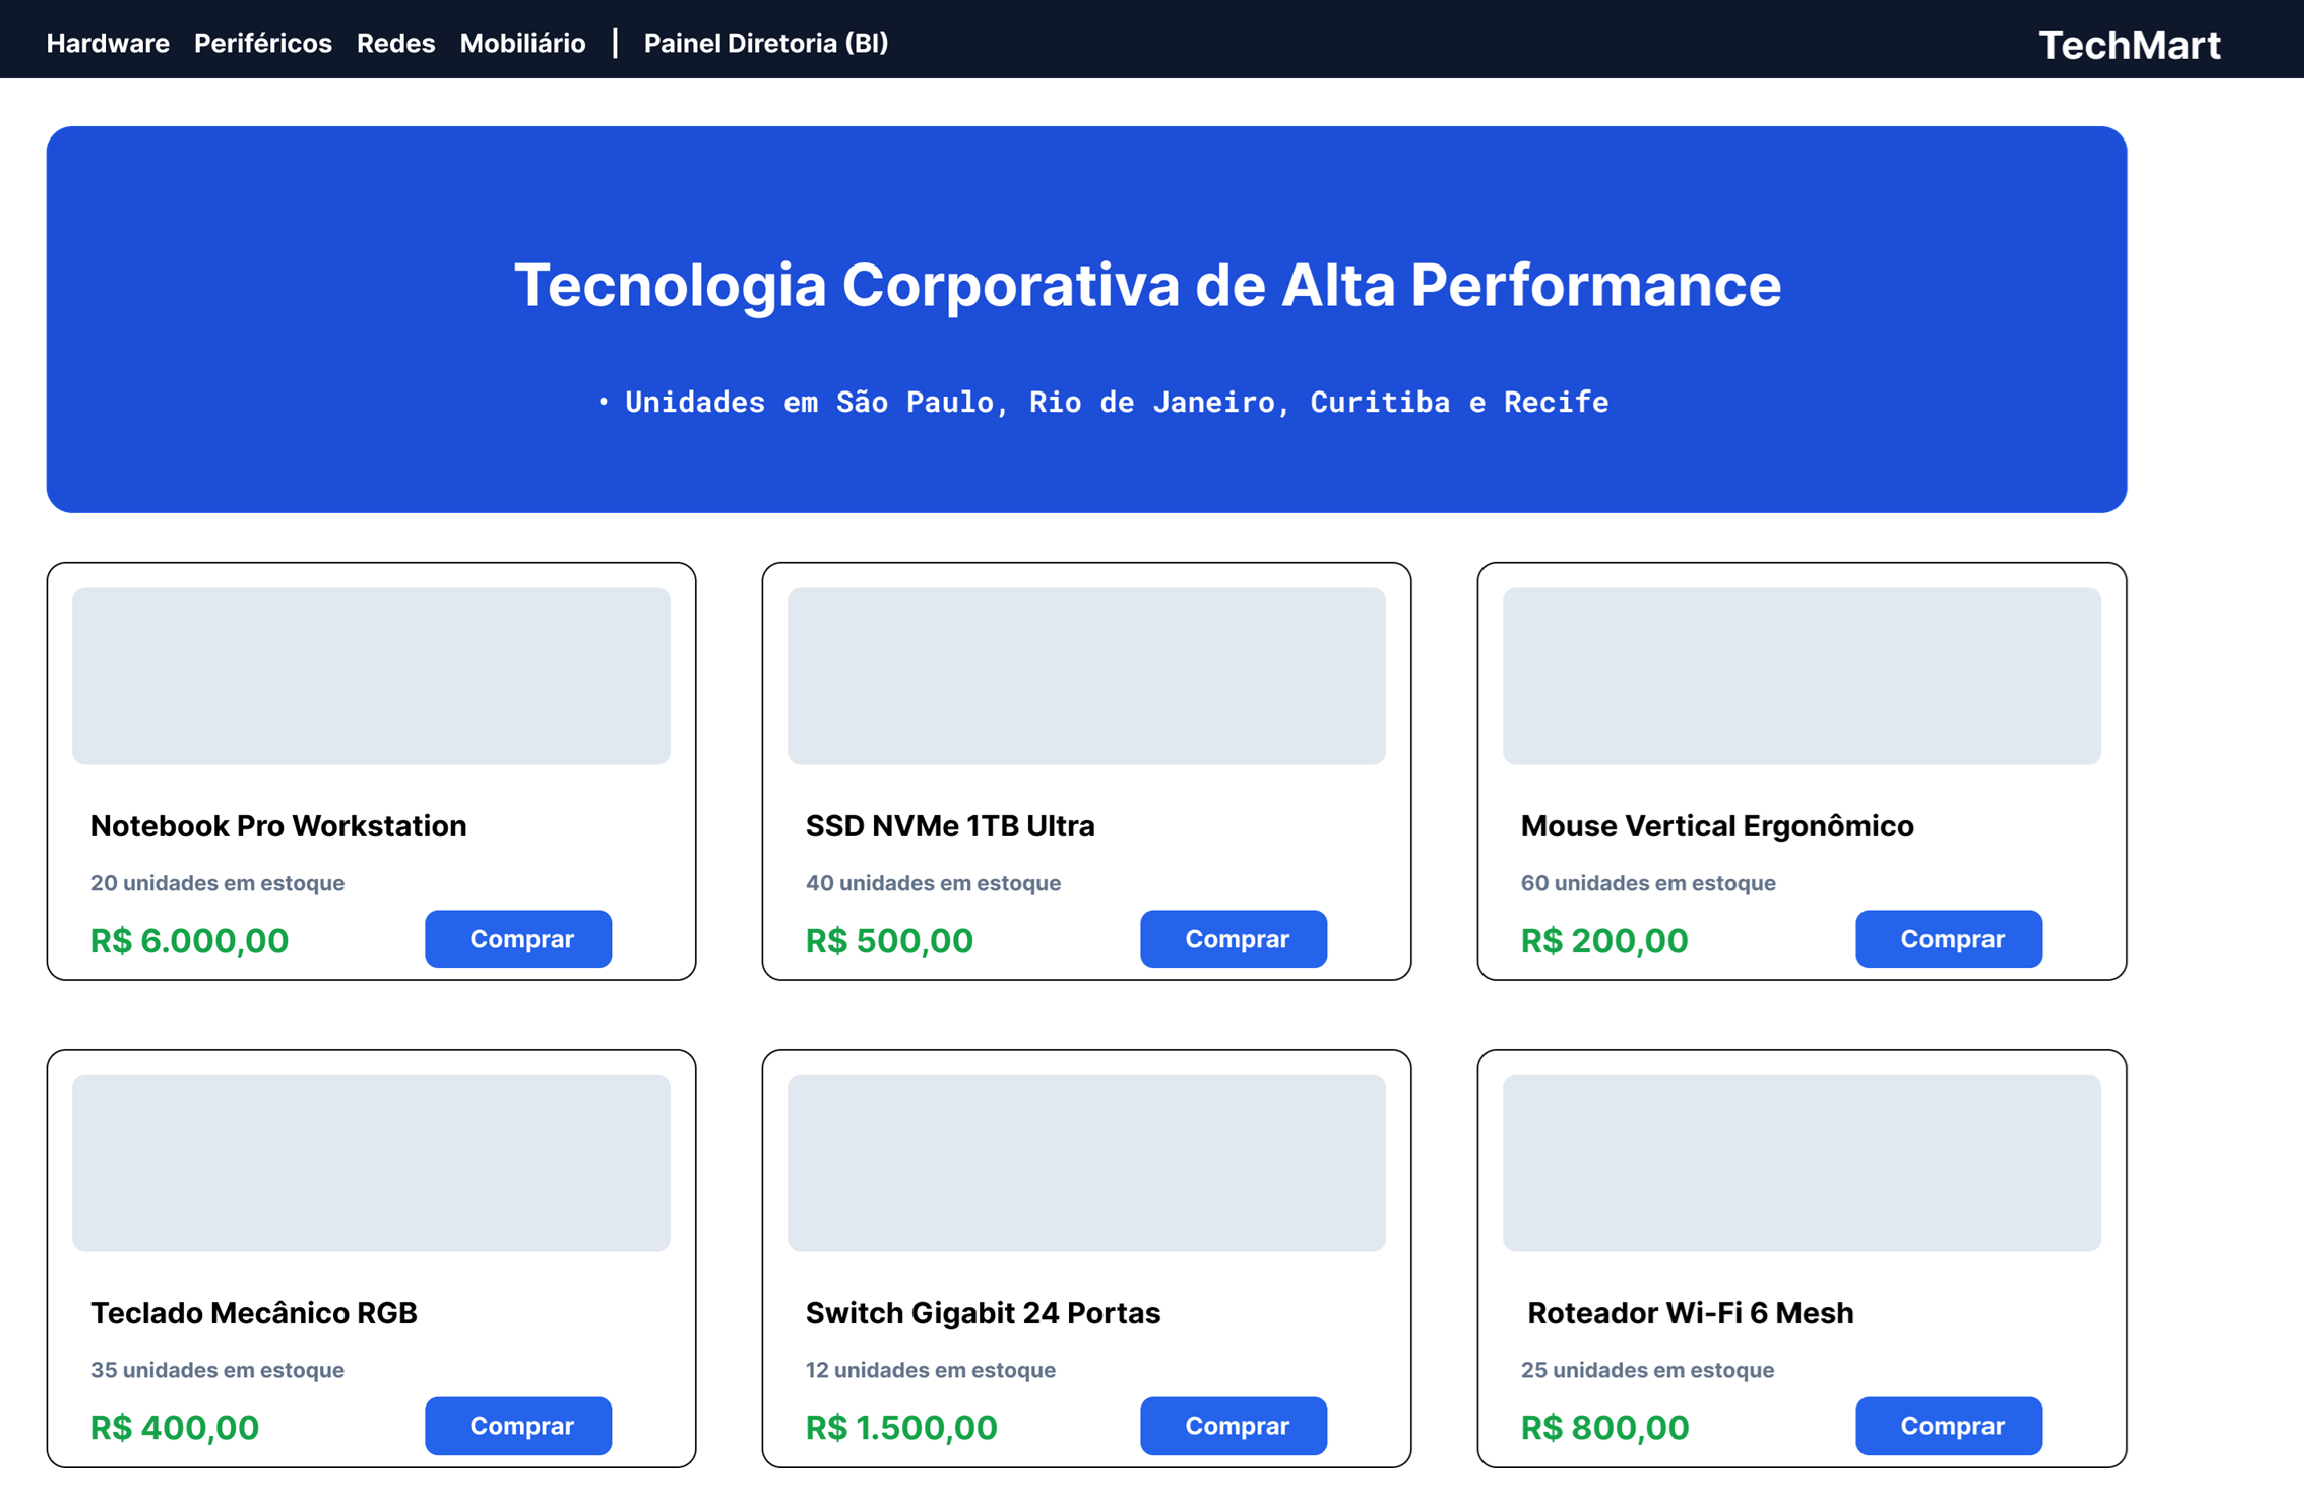 Hardware Periféricos Redes Mobiliário | Painel Diretoria (BI)
TechMart
Tecnologia Corporativa de Alta Performance
• Unidades em São Paulo, Rio de Janeiro, Curitiba e Recife
Notebook Pro Workstation
20 unidades em estoque
R$ 6.000,00
Comprar
SSD NVMe 1TB Ultra
40 unidades em estoque
R$ 500,00
Comprar
Mouse Vertical Ergonômico
60 unidades em estoque
R$ 200,00
Comprar
Teclado Mecânico RGB
35 unidades em estoque
R$ 400,00
Comprar
Switch Gigabit 24 Portas
12 unidades em estoque
R$ 1.500,00
Comprar
Roteador Wi-Fi 6 Mesh
25 unidades em estoque
R$ 800,00
Comprar